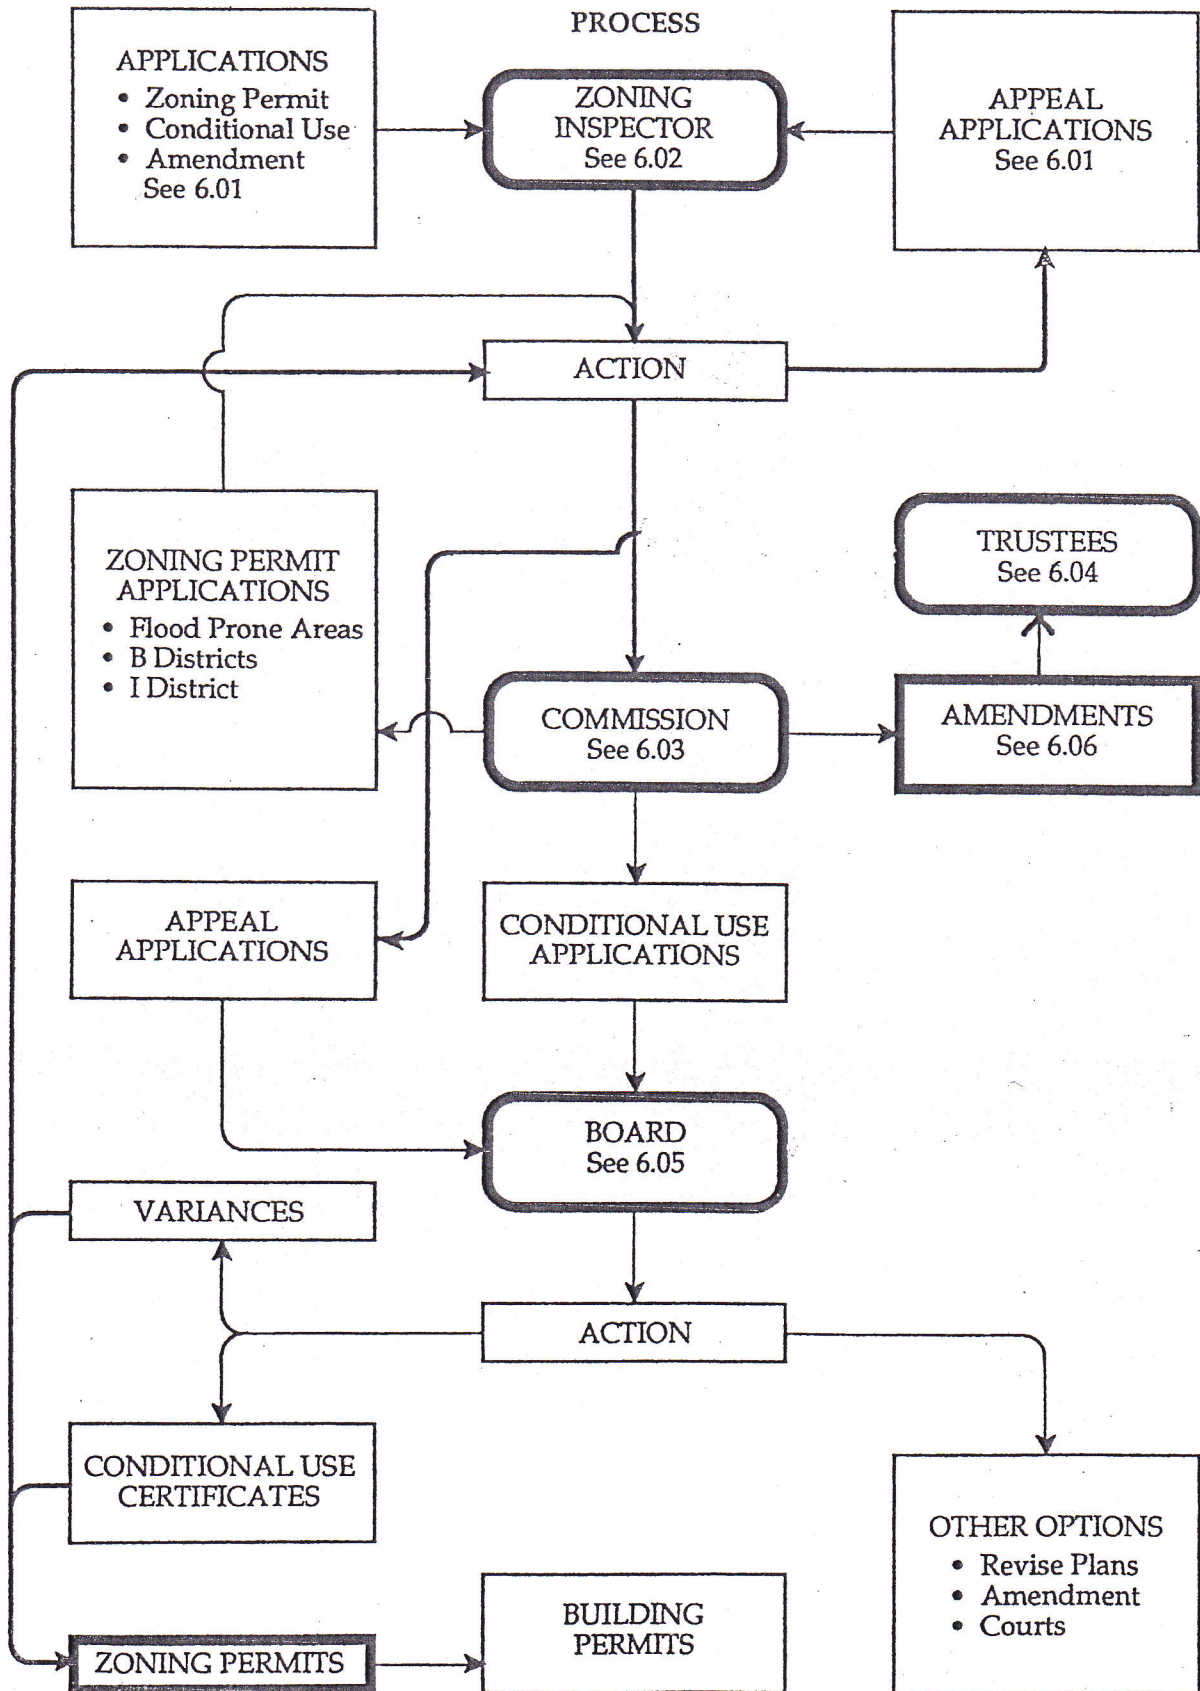 PROCESS
APPLICATIONS
• Zoning Permit
• Conditional Use
• Amendment
See 6.01
ZONING
INSPECTOR
See 6.02
APPEAL
APPLICATIONS
See 6.01
ACTION
ZONING PERMIT
APPLICATIONS
• Flood Prone Areas
• B Districts
• I District
TRUSTEES
See 6.04
COMMISSION
See 6.03
AMENDMENTS
See 6.06
APPEAL
APPLICATIONS
CONDITIONAL USE
APPLICATIONS
BOARD
See 6.05
VARIANCES
ACTION
CONDITIONAL USE
CERTIFICATES
OTHER OPTIONS
• Revise Plans
• Amendment
• Courts
BUILDING
PERMITS
ZONING PERMITS